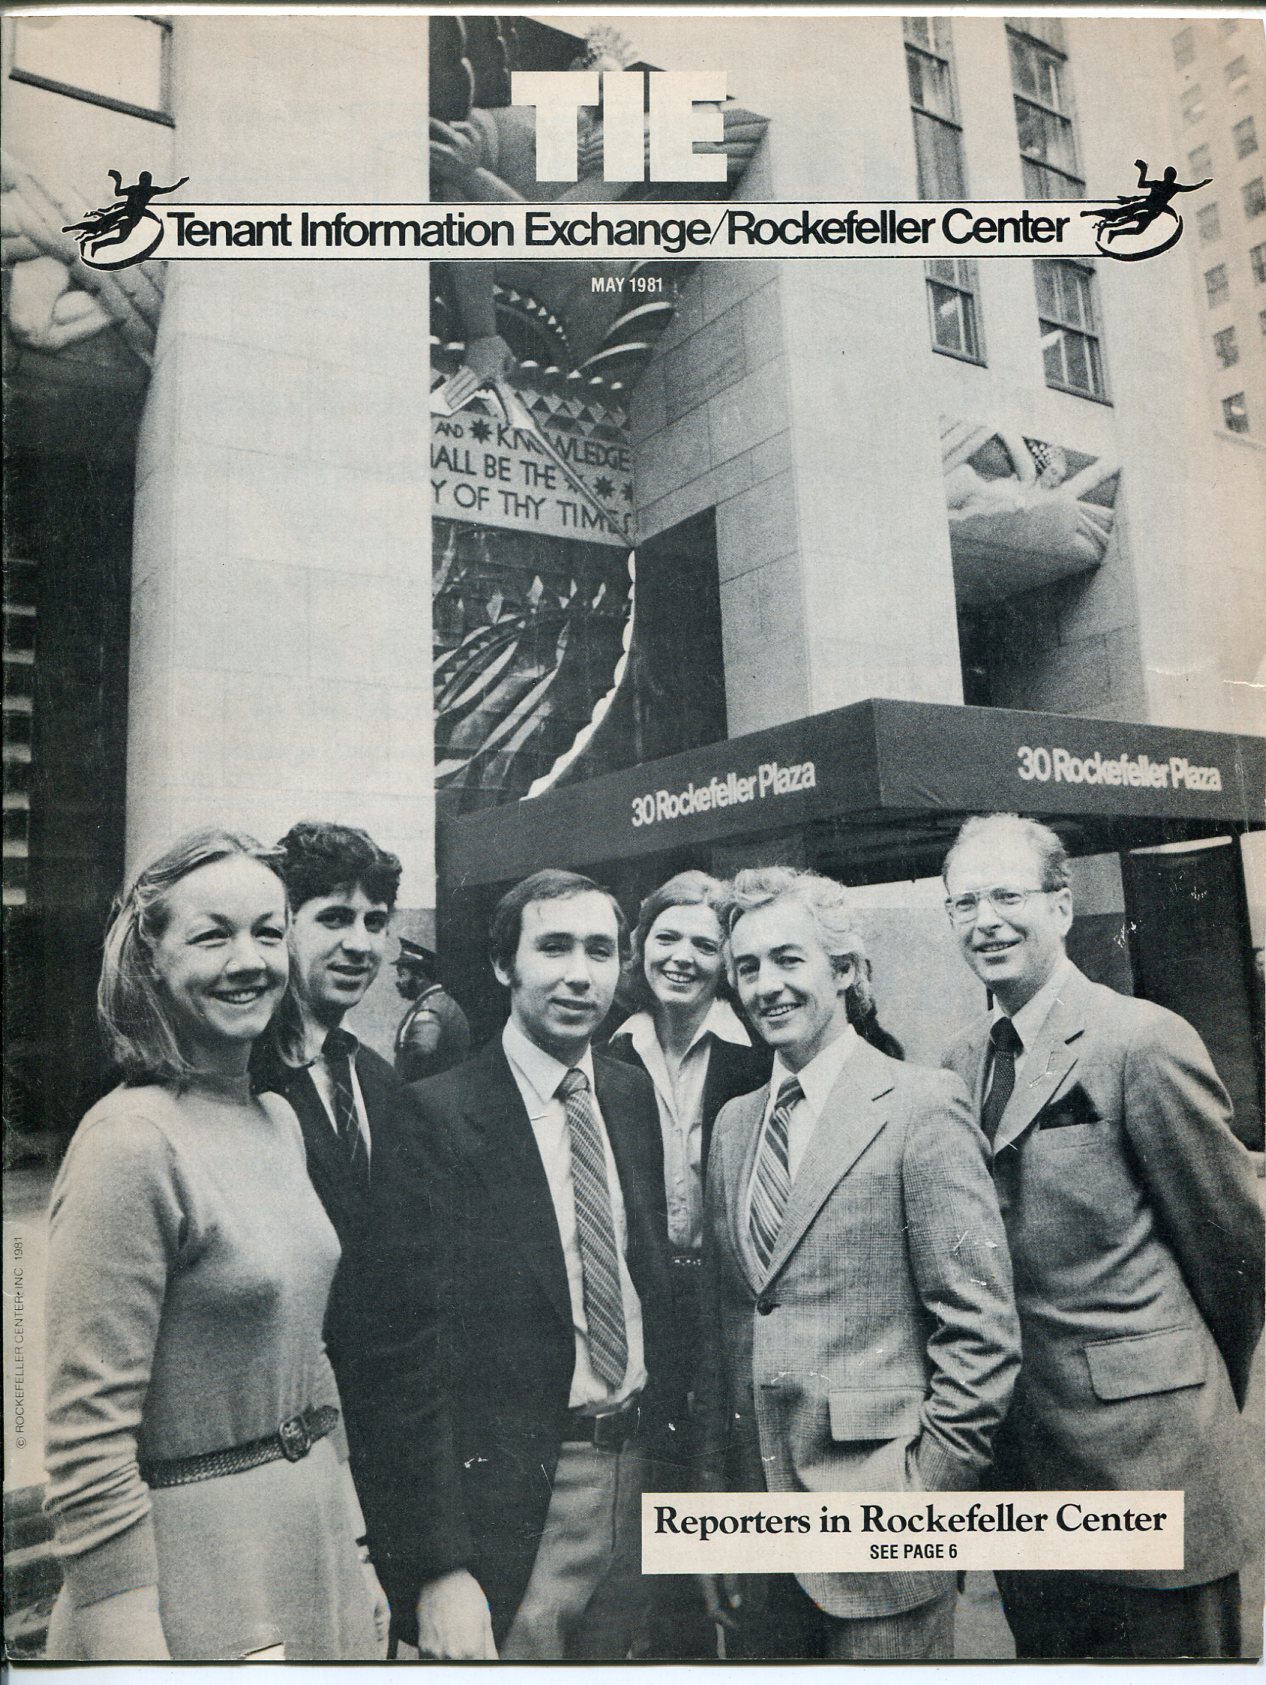 TIE
Tenant Information Exchange/Rockefeller Center
MAY 1981
AND KNOWLEDGE
ALL BE THE
Y OF THY TIMES
30 Rockefeller Plaza
30 Rockefeller Plaza
© ROCKEFELLER CENTER, INC 1981
Reporters in Rockefeller Center
SEE PAGE 6